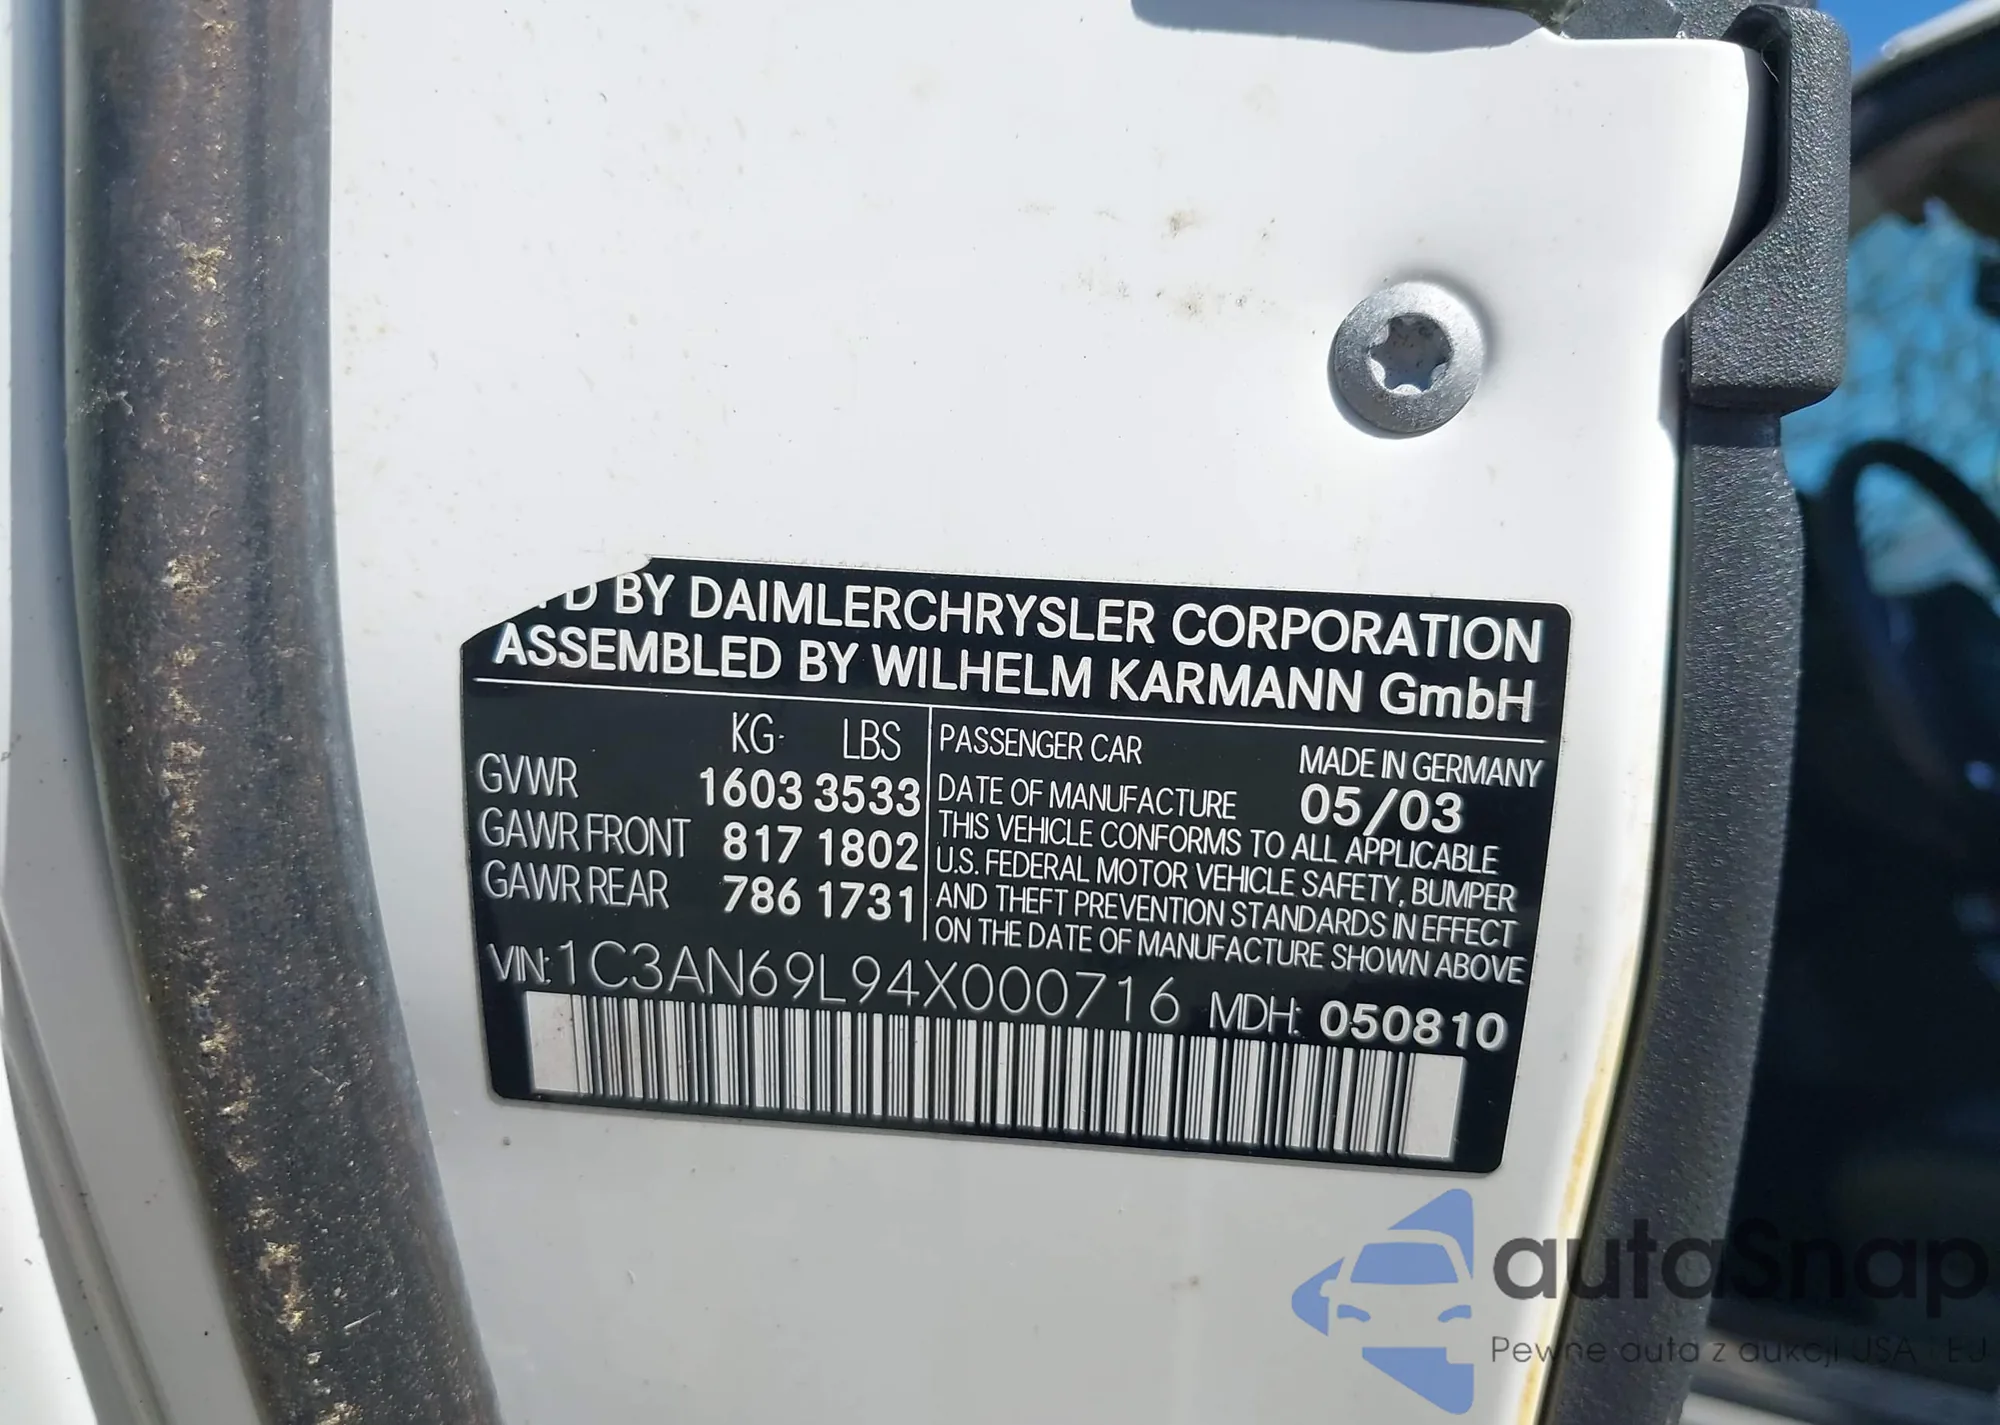 BY DAIMLERCHRYSLER CORPORATION
ASSEMBLED BY WILHELM KARMANN GmbH
KG LBS
GVWR 1603 3533
GAWR FRONT 817 1802
GAWR REAR 786 1731
PASSENGER CAR MADE IN GERMANY
DATE OF MANUFACTURE 05/03
THIS VEHICLE CONFORMS TO ALL APPLICABLE
U.S. FEDERAL MOTOR VEHICLE SAFETY, BUMPER
AND THEFT PREVENTION STANDARDS IN EFFECT
ON THE DATE OF MANUFACTURE SHOWN ABOVE
VIN: 1C3AN69L94X000716 MDH: 050810
autoSnap
Pewne auta z aukcji USA i EU